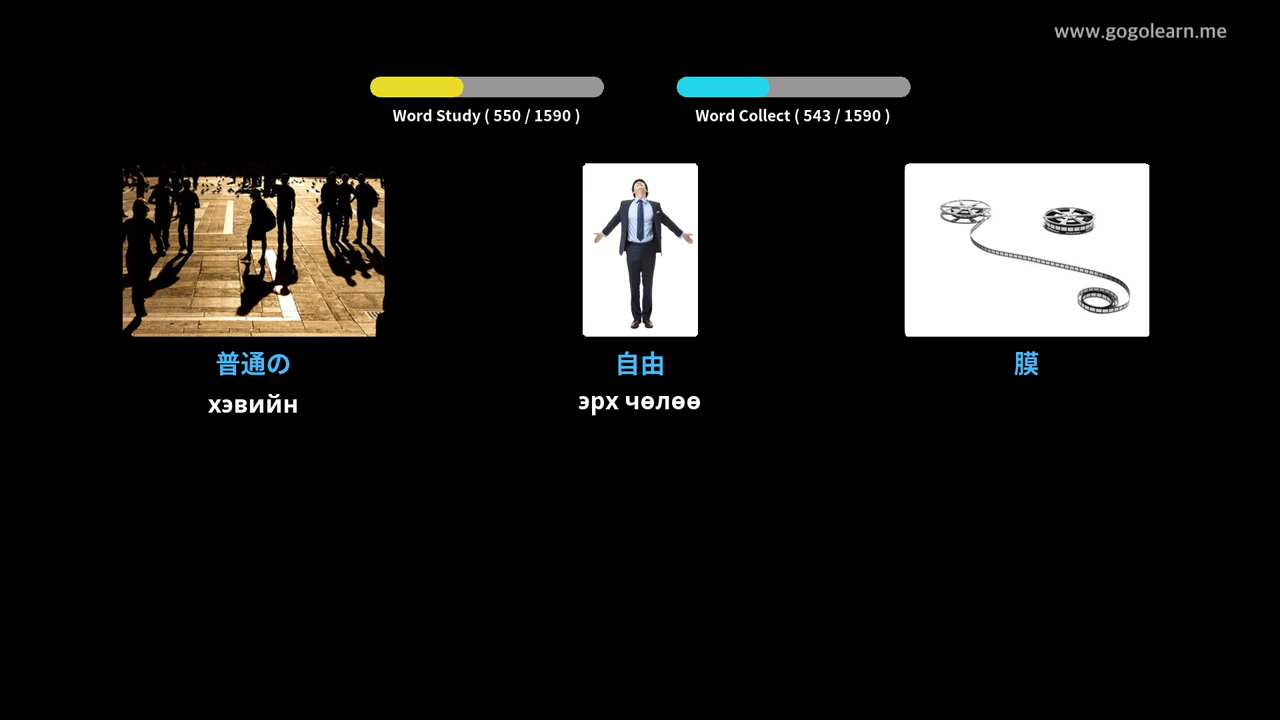 www.gogolearn.me
Word Study ( 550 / 1590 )
Word Collect ( 543 / 1590 )
普通の
хэвийн
自由
эрх чөлөө
膜